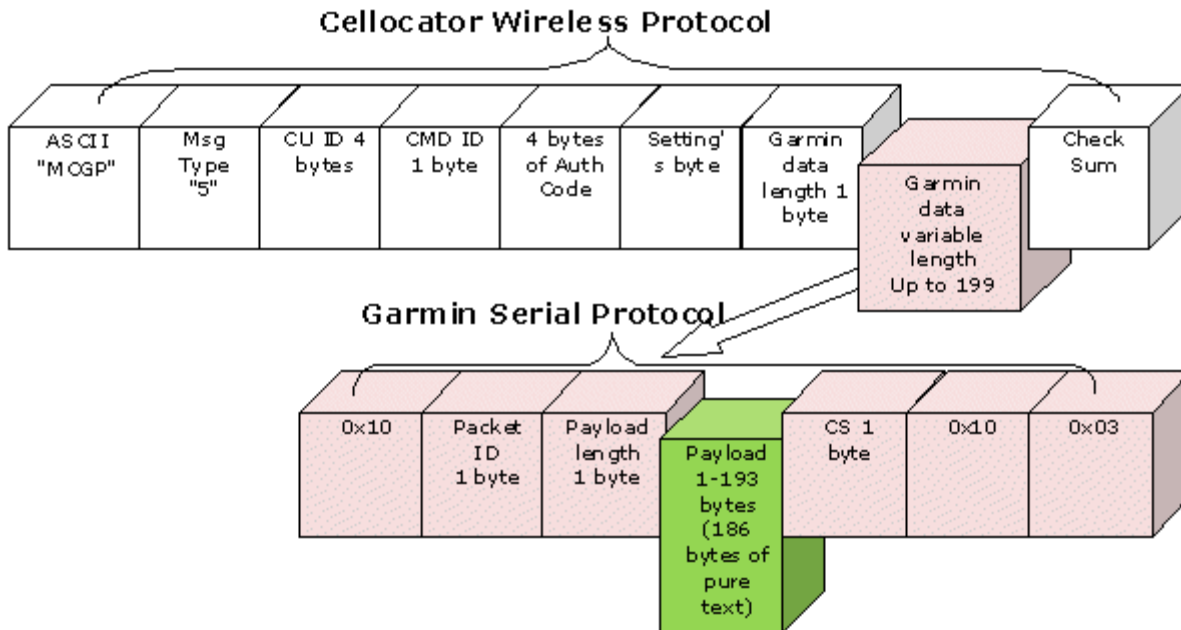 Cellocator Wireless Protocol
ASCII
"MCGP"
Msg
Type
"5"
CU ID 4
bytes
CMD ID
1 byte
4 bytes
of Auth
Code
Setting'
s byte
Garmin
data
length 1
byte
Garmin
data
variable
length
Up to 199
Check
Sum
Garmin Serial Protocol
0x10
Packet
ID
1 byte
Payload
length
1 byte
Payload
1-193
bytes
(186
bytes of
pure
text)
CS 1
byte
0x10
0x03